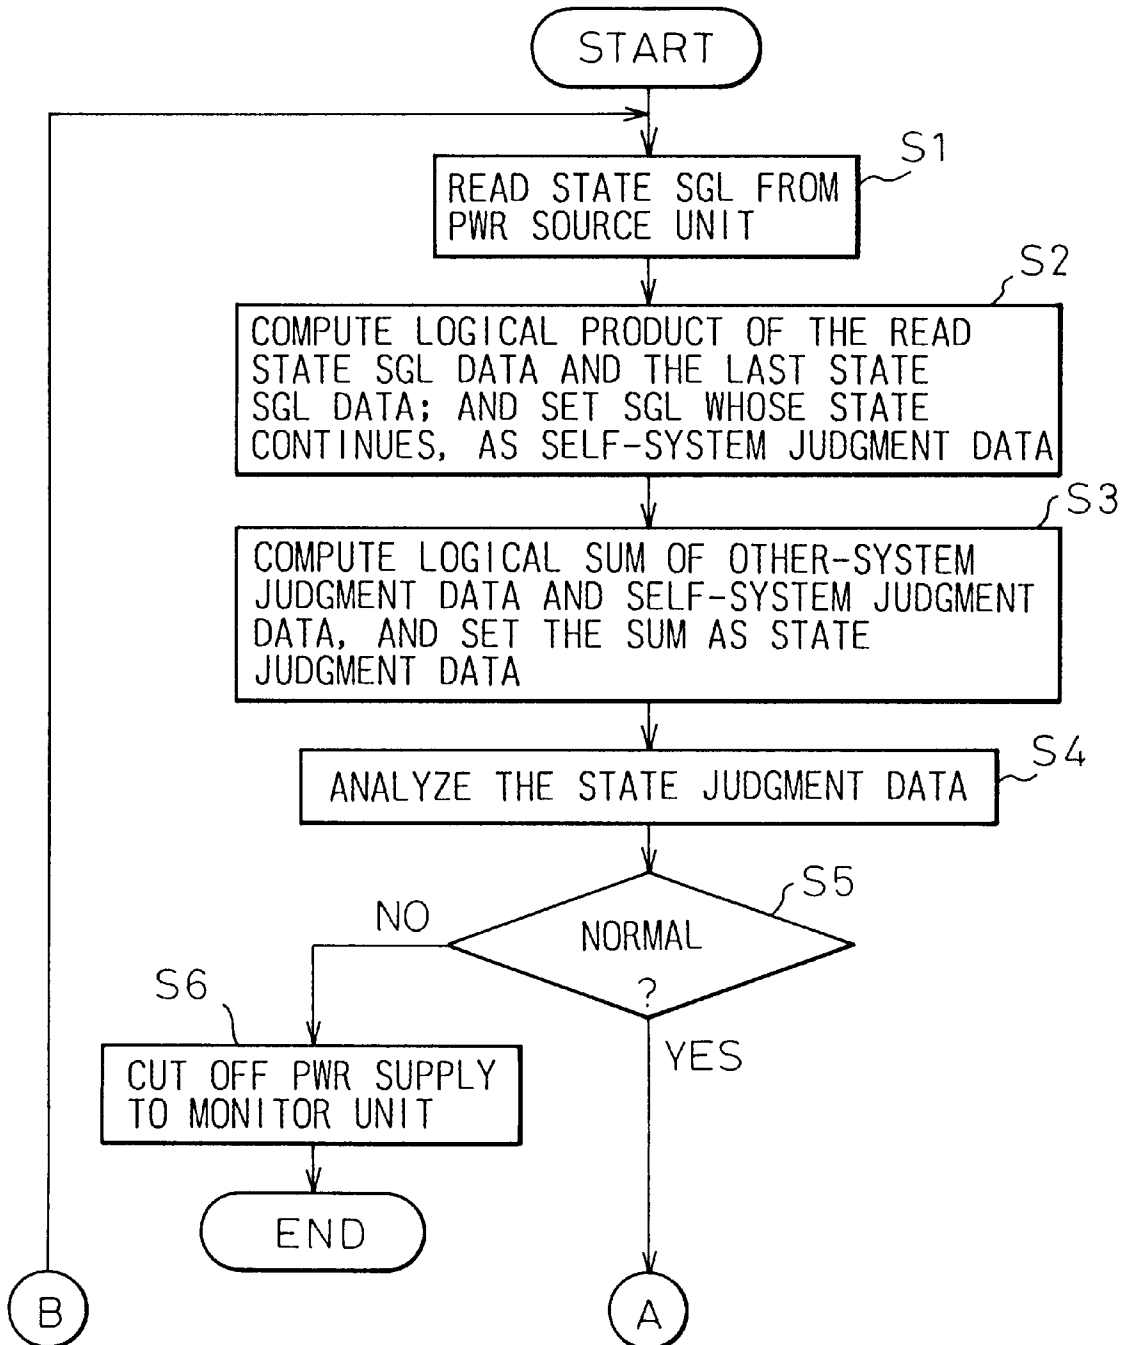 START
S1
READ STATE SGL FROM
PWR SOURCE UNIT
S2
COMPUTE LOGICAL PRODUCT OF THE READ
STATE SGL DATA AND THE LAST STATE
SGL DATA; AND SET SGL WHOSE STATE
CONTINUES, AS SELF-SYSTEM JUDGMENT DATA
S3
COMPUTE LOGICAL SUM OF OTHER-SYSTEM
JUDGMENT DATA AND SELF-SYSTEM JUDGMENT
DATA, AND SET THE SUM AS STATE
JUDGMENT DATA
S4
ANALYZE THE STATE JUDGMENT DATA
S5
NO
NORMAL
?
S6
YES
CUT OFF PWR SUPPLY
TO MONITOR UNIT
END
B
A